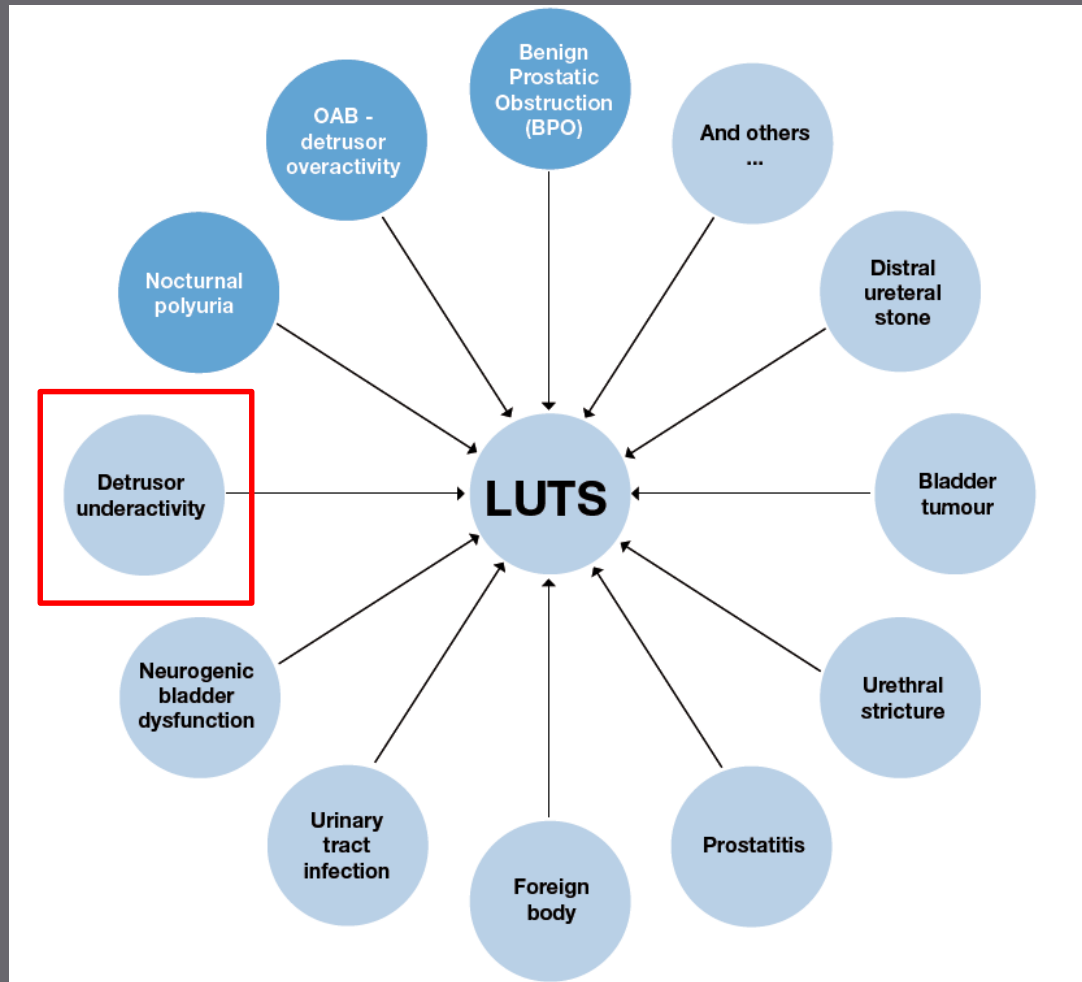 Benign
Prostatic
Obstruction
(BPO)
And others
...
Distral
ureteral
stone
Bladder
tumour
Urethral
stricture
Prostatitis
Foreign
body
Urinary
tract
infection
Neurogenic
bladder
dysfunction
Detrusor
underactivity
Nocturnal
polyuria
OAB -
detrusor
overactivity
LUTS